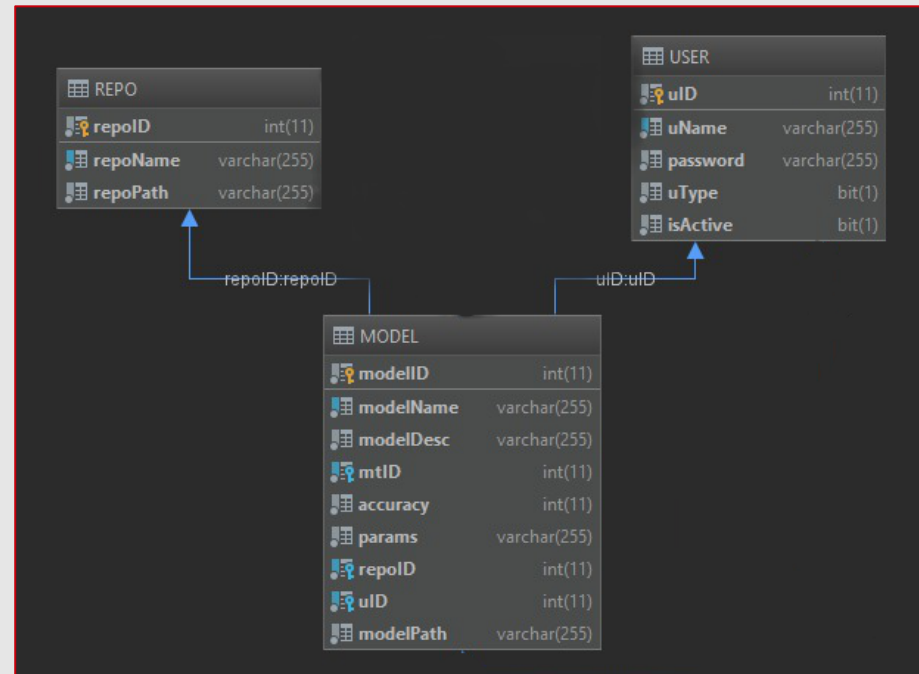 REPO
repoID int(11)
repoName varchar(255)
repoPath varchar(255)
USER
uID int(11)
uName varchar(255)
password varchar(255)
uType bit(1)
isActive bit(1)
repoID:repoID
uID:uID
MODEL
modelID int(11)
modelName varchar(255)
modelDesc varchar(255)
mtID int(11)
accuracy int(11)
params varchar(255)
repoID int(11)
uID int(11)
modelPath varchar(255)